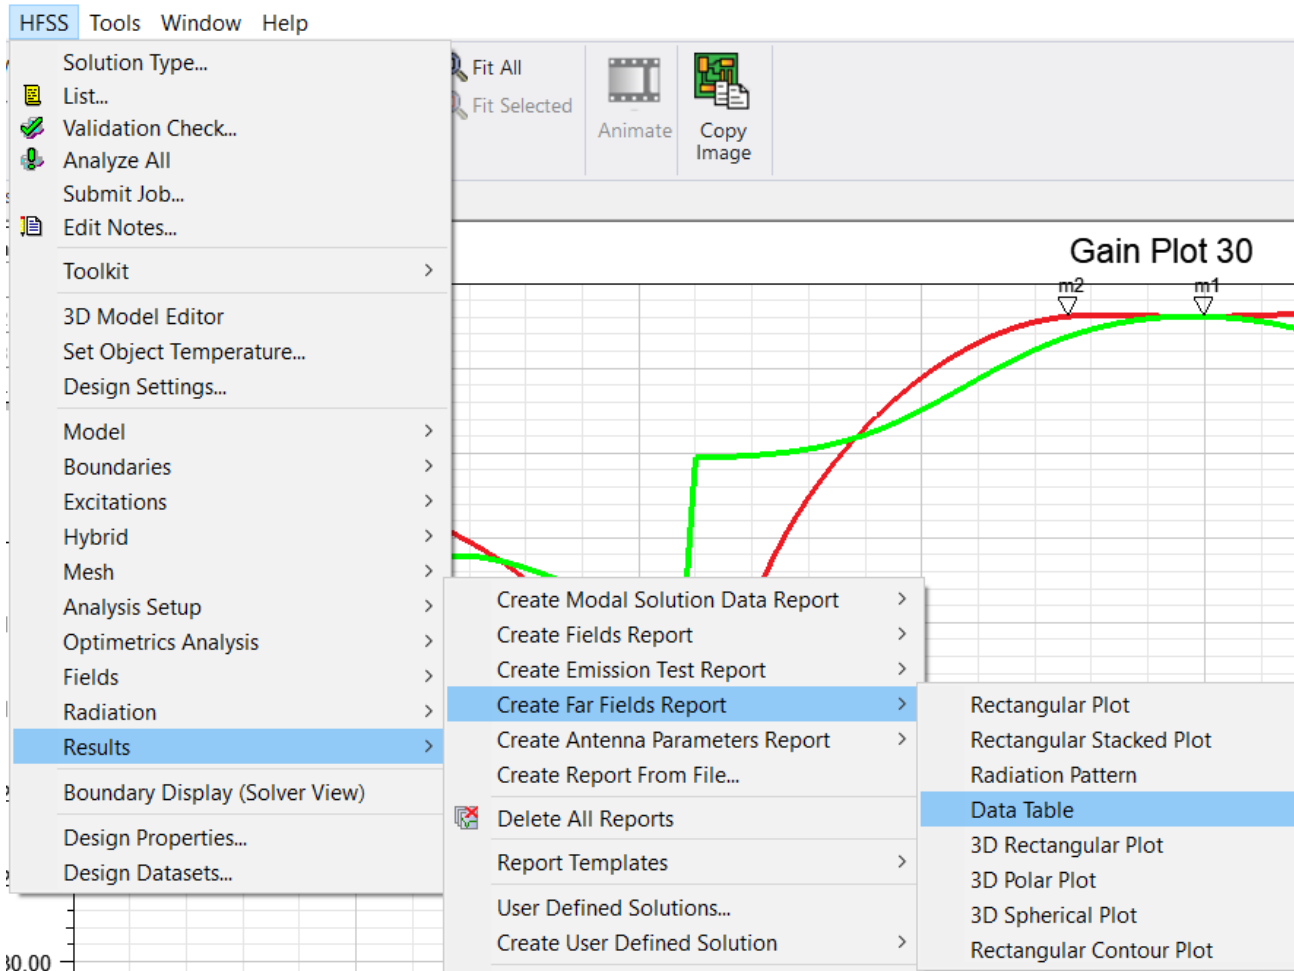 HFSS Tools Window Help
Solution Type...
List...
Validation Check...
Analyze All
Submit Job...
Edit Notes...
Toolkit
3D Model Editor
Set Object Temperature...
Design Settings...
Model
Boundaries
Excitations
Hybrid
Mesh
Analysis Setup
Optimetrics Analysis
Fields
Radiation
Results
Boundary Display (Solver View)
Design Properties...
Design Datasets...
Fit All
Fit Selected
Animate
Copy
Image
Gain Plot 30
m2
m1
Create Modal Solution Data Report
Create Fields Report
Create Emission Test Report
Create Far Fields Report
Create Antenna Parameters Report
Create Report From File...
Delete All Reports
Report Templates
User Defined Solutions...
Create User Defined Solution
Rectangular Plot
Rectangular Stacked Plot
Radiation Pattern
Data Table
3D Rectangular Plot
3D Polar Plot
3D Spherical Plot
Rectangular Contour Plot
30.00